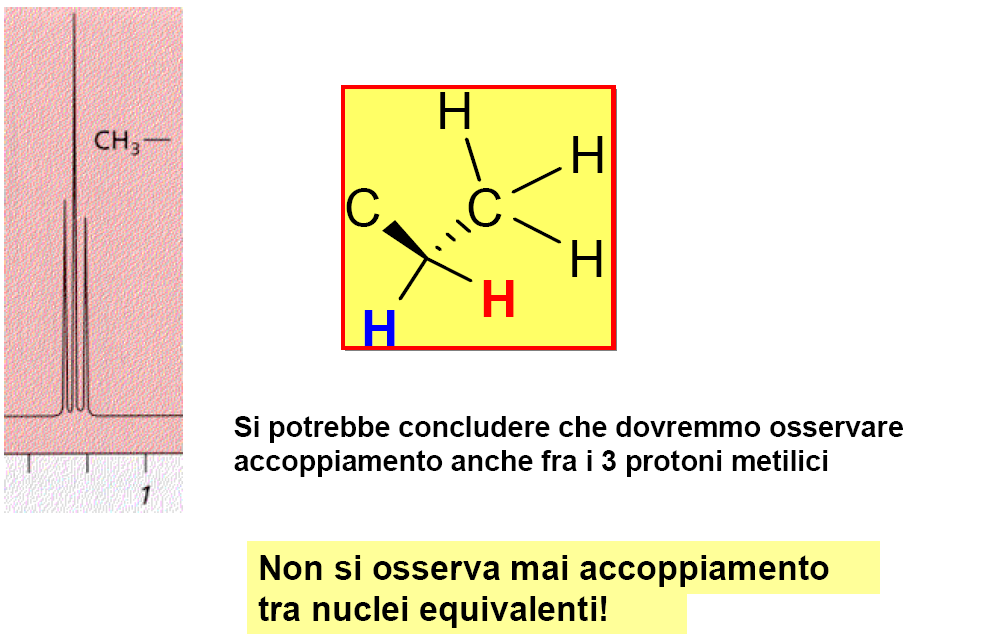 CH₃—
1
H
H
C
C
H
H
H
Si potrebbe concludere che dovremmo osservare
accoppiamento anche fra i 3 protoni metilici
Non si osserva mai accoppiamento
tra nuclei equivalenti!